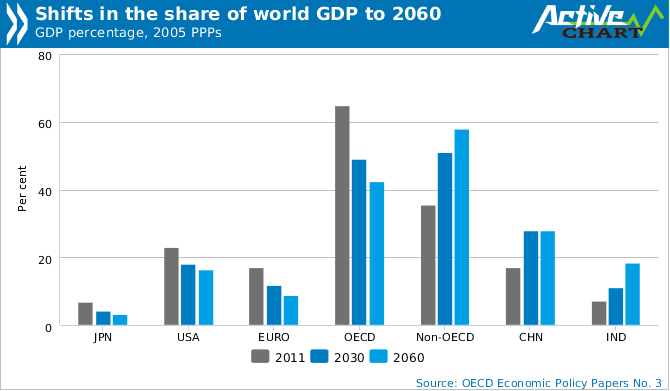 Shifts in the share of world GDP to 2060
GDP percentage, 2005 PPPs
Active
CHART
80
60
40
20
0
Per cent
JPN USA EURO OECD Non-OECD CHN IND
2011 2030 2060
Source: OECD Economic Policy Papers No. 3